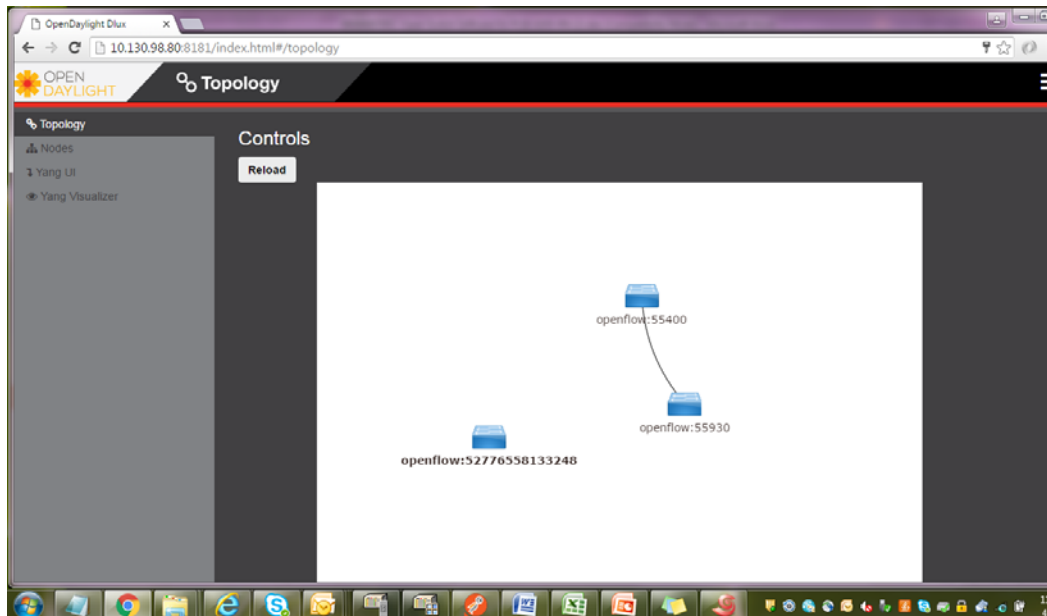 OpenDaylight Dlux
10.130.98.80:8181/index.html#/topology
OPEN
DAYLIGHT
Topology
Topology
Nodes
Yang UI
Yang Visualizer
Controls
Reload
openflow:55400
openflow:55930
openflow:52776558133248